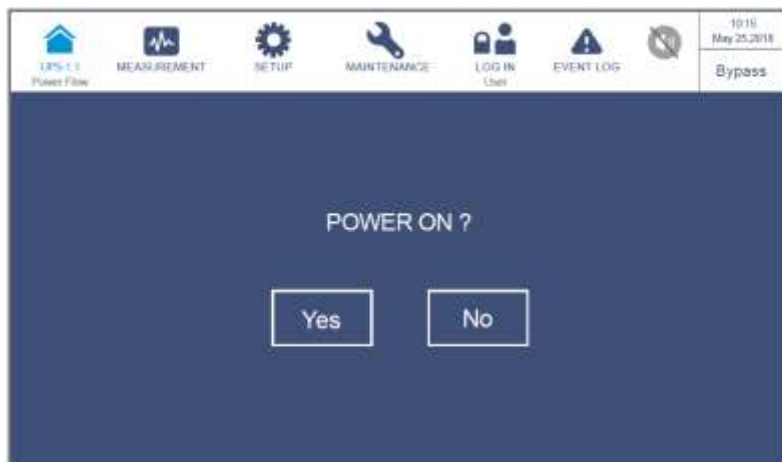 UPS-1.1
Power Flow
MEASUREMENT
SETUP
MAINTENANCE
LOG IN
User
EVENT LOG
10:16
May 25,2018
Bypass
POWER ON ?
Yes
No